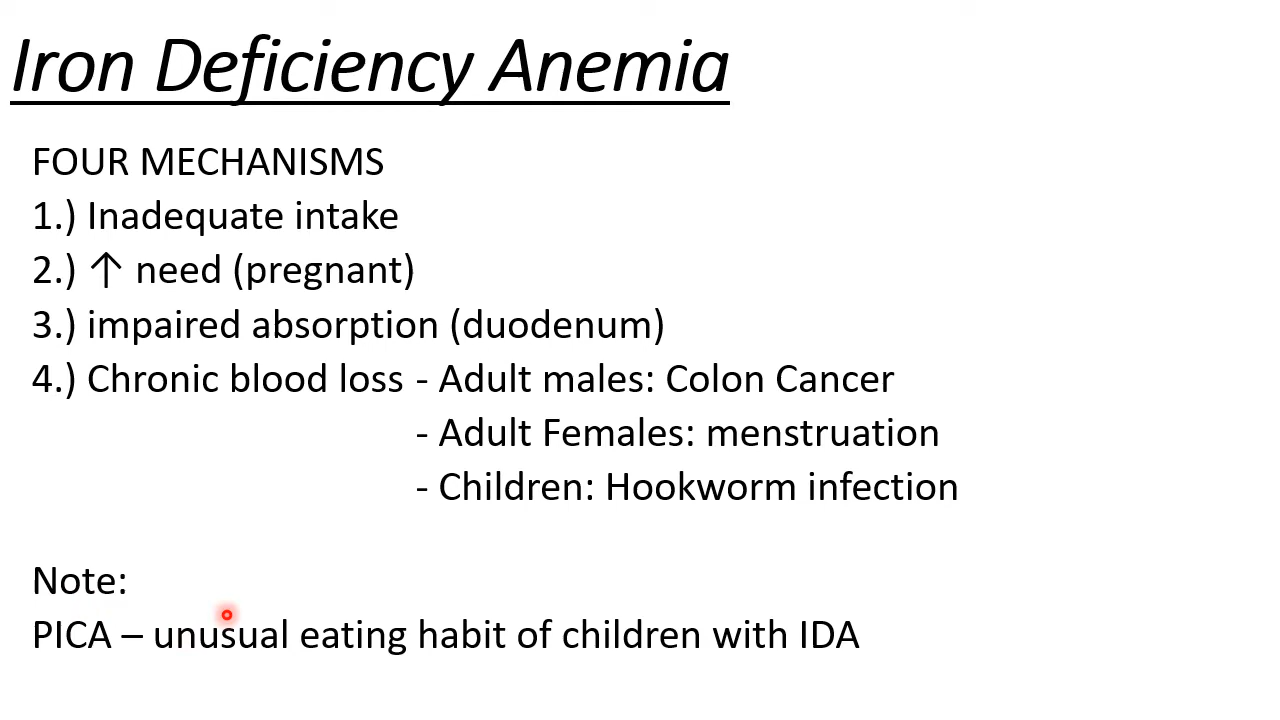 Iron Deficiency Anemia
FOUR MECHANISMS
1.) Inadequate intake
2.) ↑ need (pregnant)
3.) impaired absorption (duodenum)
4.) Chronic blood loss - Adult males: Colon Cancer
- Adult Females: menstruation
- Children: Hookworm infection
Note:
PICA – unusual eating habit of children with IDA